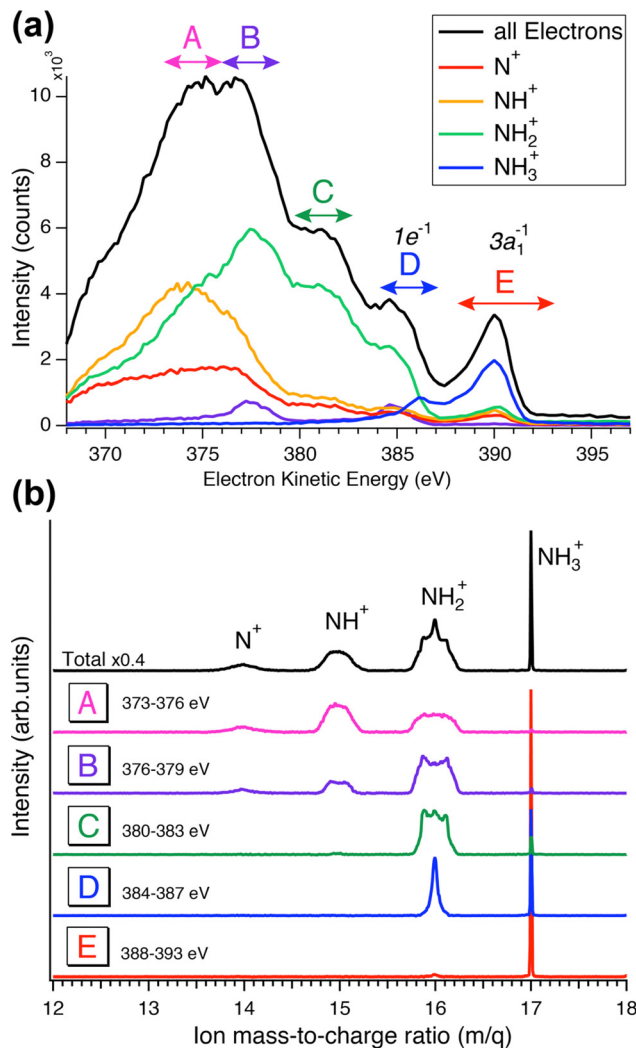 (a)
A B
x10³
10
8
6
4
2
0
C
1e⁻¹
D
3a₁⁻¹
E
all Electrons
N⁺
NH⁺
NH₂⁺
NH₃⁺
Intensity (counts)
370 375 380 385 390 395
Electron Kinetic Energy (eV)
(b)
N⁺
NH⁺
NH₂⁺
NH₃⁺
Total x0.4
A 373-376 eV
B 376-379 eV
C 380-383 eV
D 384-387 eV
E 388-393 eV
Intensity (arb.units)
12 13 14 15 16 17 18
Ion mass-to-charge ratio (m/q)